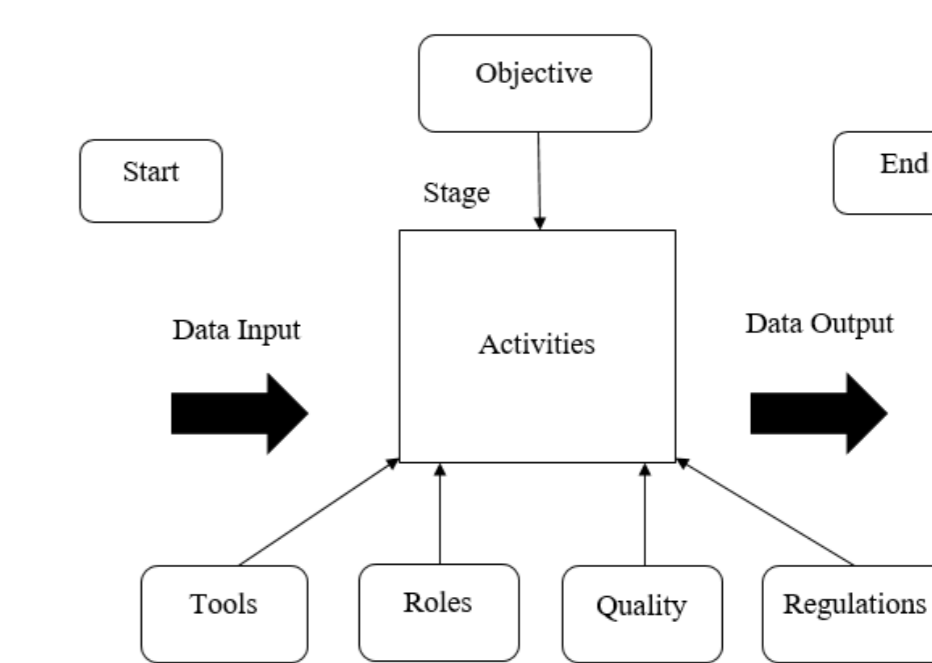 Objective
Start
End
Stage
Data Input
Data Output
Activities
Tools
Roles
Quality
Regulations